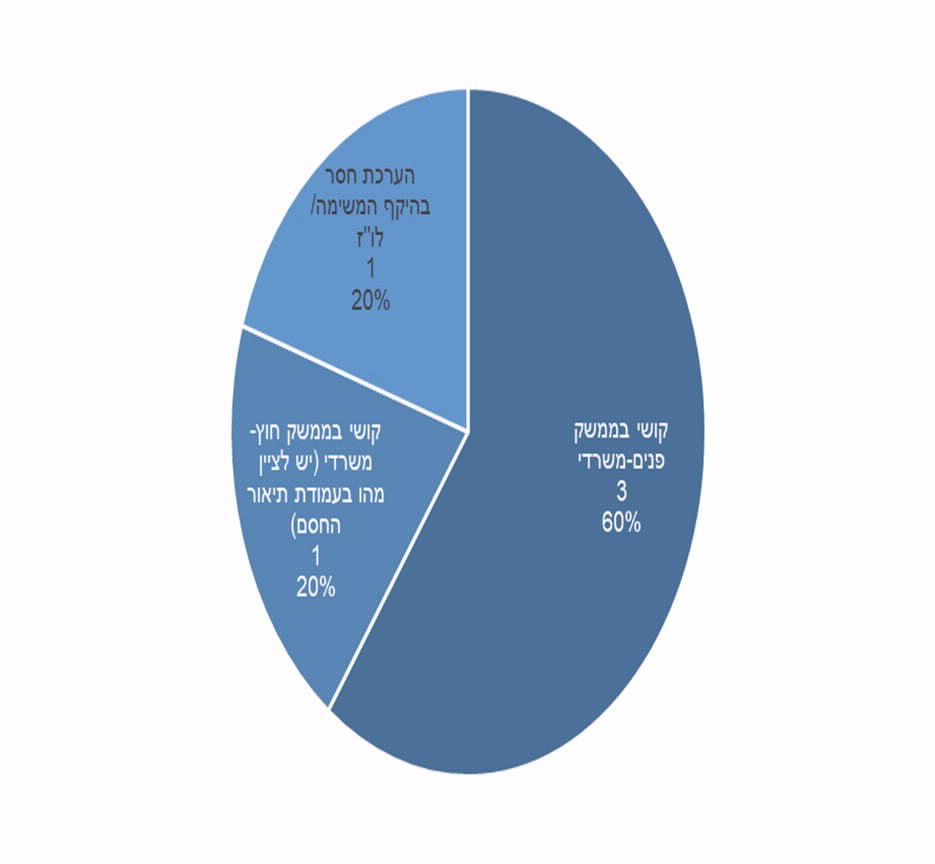 הערכת חסר
בהיקף המשימה/
לו"ז
1
20%
קושי בממשק חוץ-
משרדי (יש לציין
מהו בעמודת תיאור
החסם)
1
20%
קושי בממשק
פנים-משרדי
3
60%